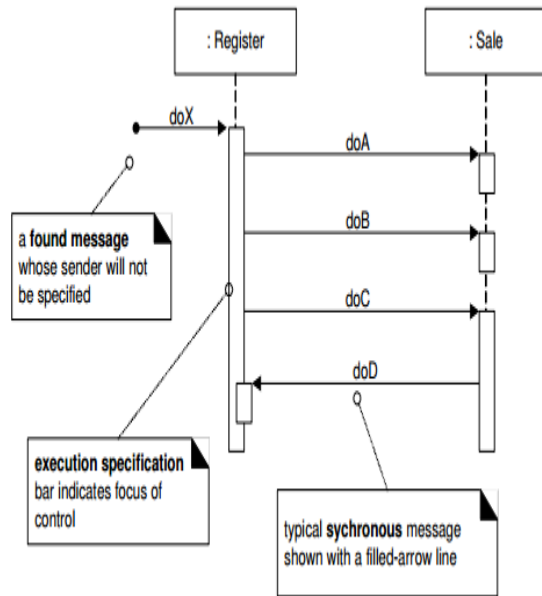 : Register
: Sale
doX
doA
a found message
whose sender will not
be specified
doB
doC
doD
execution specification
bar indicates focus of
control
typical sychronous message
shown with a filled-arrow line